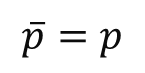 p̄ = p